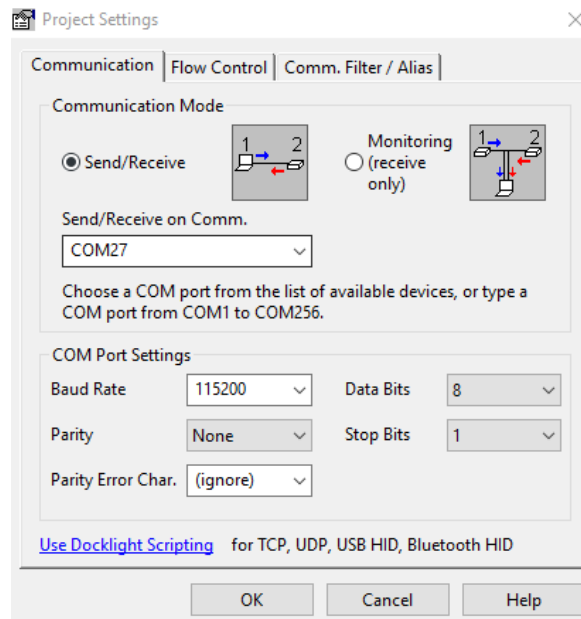 Project Settings
Communication
Flow Control
Comm. Filter / Alias
Communication Mode
Send/Receive
1 2
Monitoring
(receive
only)
1 2
Send/Receive on Comm.
COM27
Choose a COM port from the list of available devices, or type a
COM port from COM1 to COM256.
COM Port Settings
Baud Rate 115200 Data Bits 8
Parity None Stop Bits 1
Parity Error Char. (ignore)
Use Docklight Scripting for TCP, UDP, USB HID, Bluetooth HID
OK Cancel Help